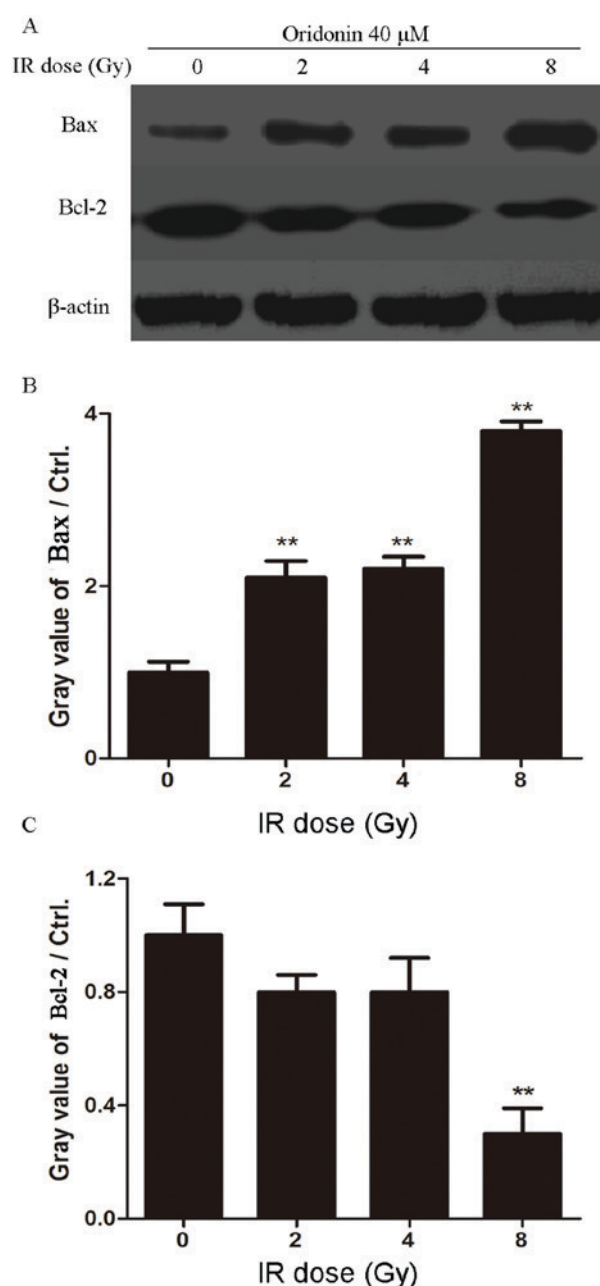 A
Oridonin 40 μM
IR dose (Gy) 0 2 4 8
Bax
Bcl-2
β-actin
B
Gray value of Bax / Ctrl.
4
2
0
**
**
**
0 2 4 8
IR dose (Gy)
C
Gray value of Bcl-2 / Ctrl.
1.2
0.8
0.4
0.0
**
0 2 4 8
IR dose (Gy)